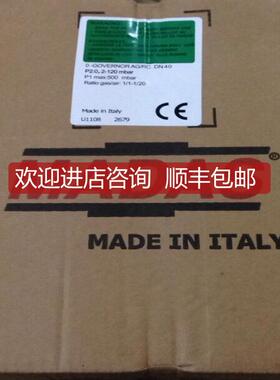 0 -GOVERNOR AG/RC DN 40
P2:0, 2-120 mbar
P1 max:500 mbar
Ratio gas/air: 1/1-1/20
Made in Italy
U1108 2679
CE
欢迎进店咨询 顺丰包邮
MADAS®
MADE IN ITALY